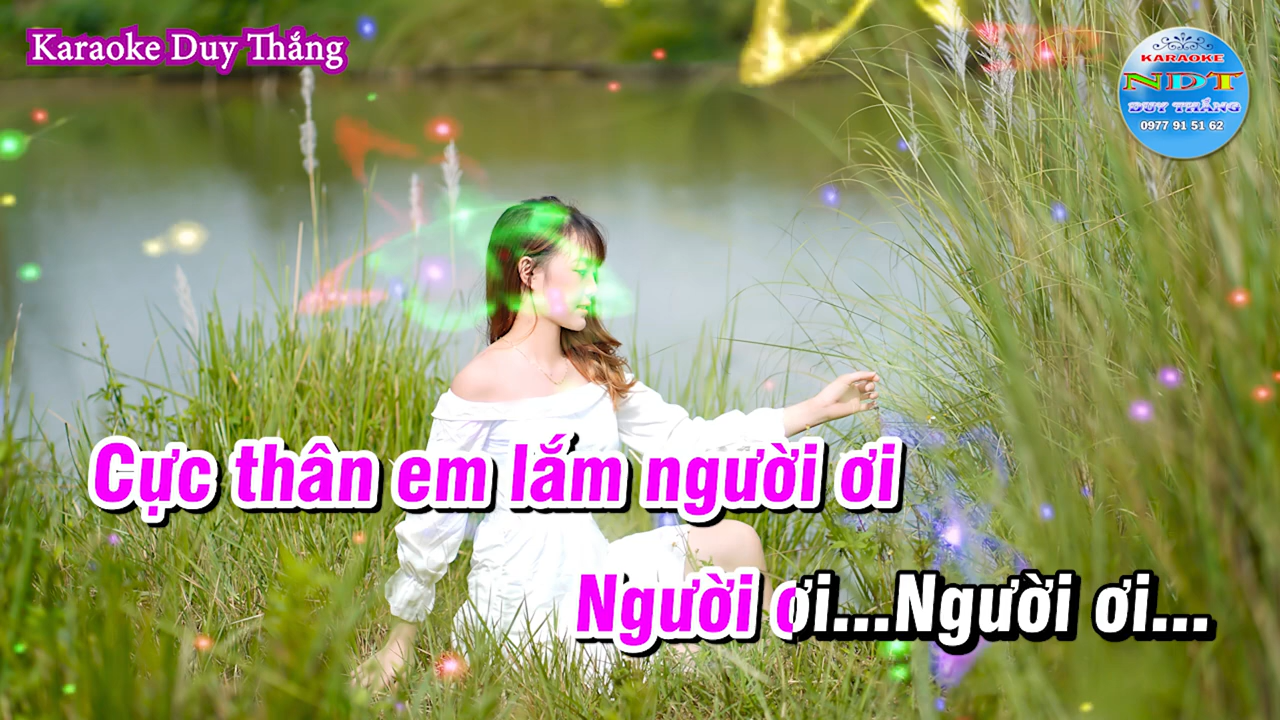 Karaoke Duy Thắng
KARAOKE
NDT
DUY THẮNG
0977 91 51 62
Cực thân em lắm người ơi
Người ơi...Người ơi...